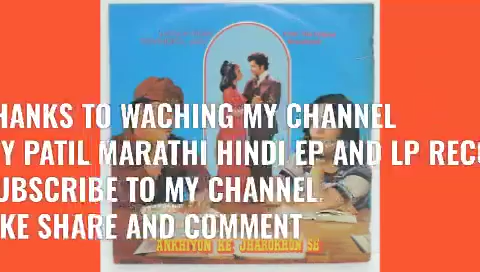 HANKS TO WACHING MY CHANNEL
Y PATIL MARATHI HINDI EP AND LP RECO
UBSCRIBE TO MY CHANNEL.
KE SHARE AND COMMENT
ANKHIYON KE JHAROKHON SE